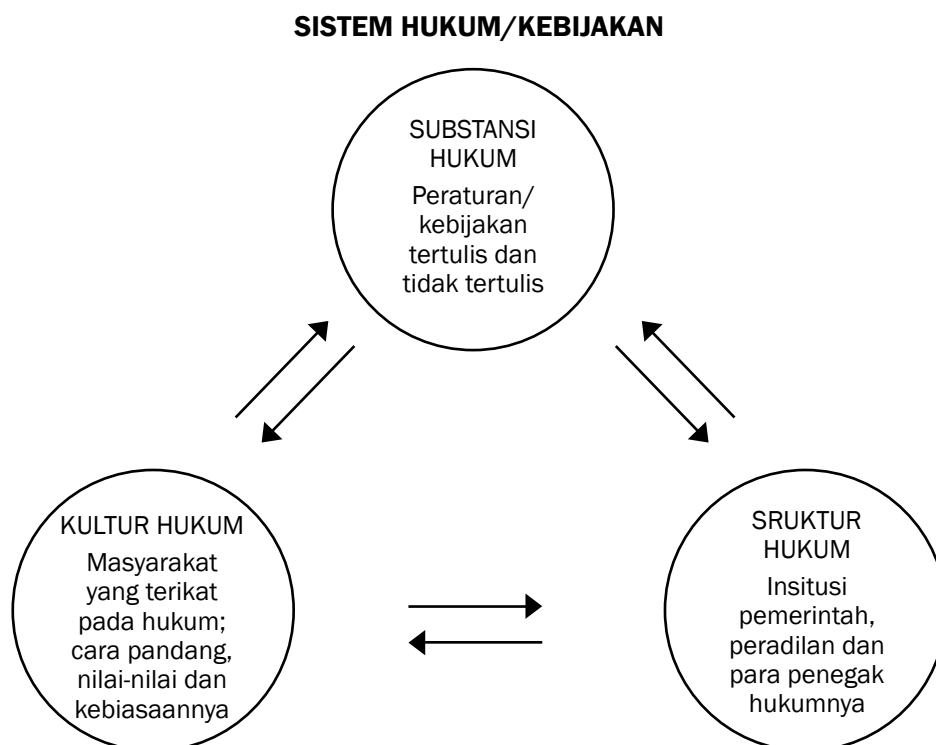 SISTEM HUKUM/KEBIJAKAN
SUBSTANSI
HUKUM
Peraturan/
kebijakan
tertulis dan
tidak tertulis
KULTUR HUKUM
Masyarakat
yang terikat
pada hukum;
cara pandang,
nilai-nilai dan
kebiasaannya
SRUKTUR
HUKUM
Insitusi
pemerintah,
peradilan dan
para penegak
hukumnya